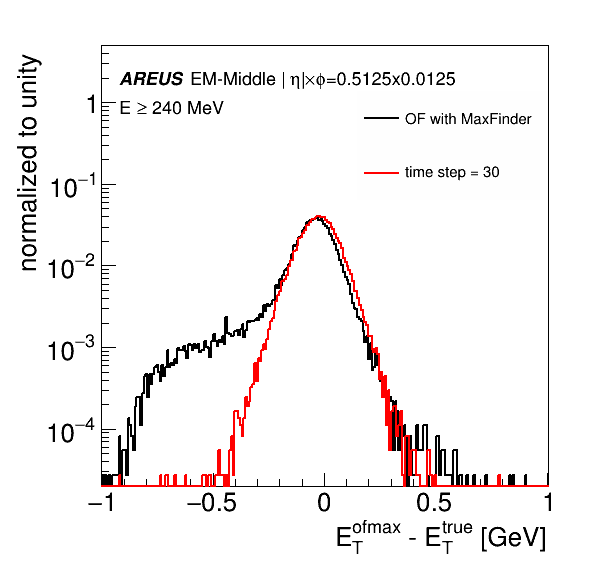 normalized to unity
AREUS EM-Middle | η|×ϕ=0.5125x0.0125
E ≥ 240 MeV
OF with MaxFinder
time step = 30
1
10⁻¹
10⁻²
10⁻³
10⁻⁴
−1 −0.5 0 0.5 1
E_T^ofmax - E_T^true [GeV]